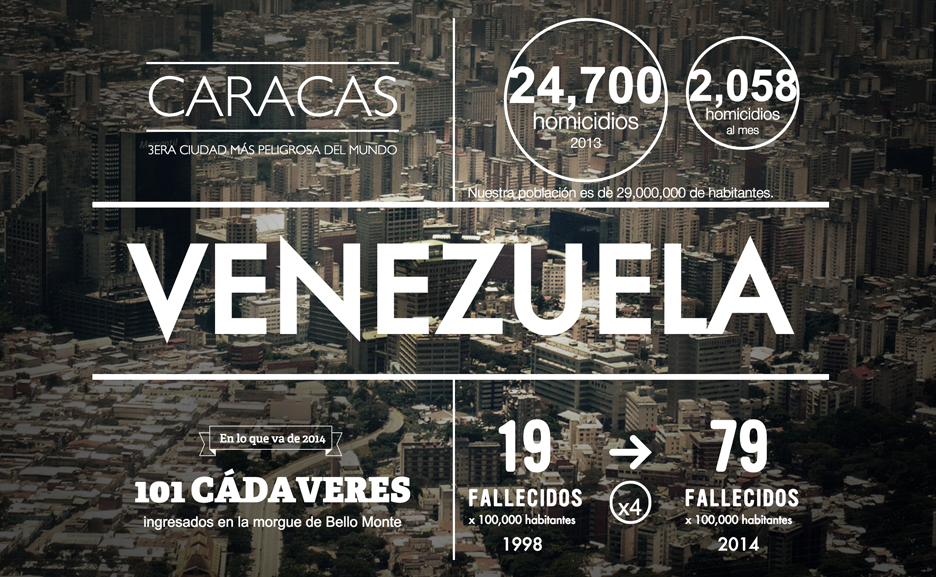 CARACAS
3ERA CIUDAD MÁS PELIGROSA DEL MUNDO
24,700
homicidios
2013
2,058
homicidios
al mes
Nuestra población es de 29,000,000 de habitantes.
VENEZUELA
En lo que va de 2014
101 CÁDAVERES
ingresados en la morgue de Bello Monte
19
FALLECIDOS
x 100,000 habitantes
1998
x4
79
FALLECIDOS
x 100,000 habitantes
2014